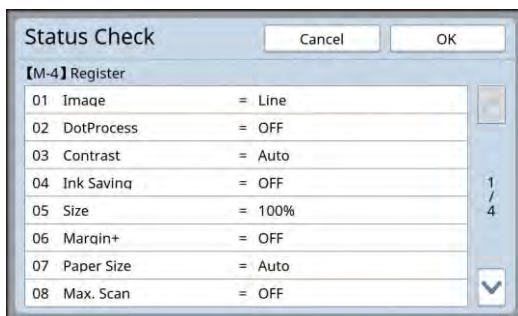 Status Check Cancel OK
【M-4】Register
01 Image = Line
02 DotProcess = OFF
03 Contrast = Auto
04 Ink Saving = OFF
05 Size = 100%
06 Margin+ = OFF
07 Paper Size = Auto
08 Max. Scan = OFF
1
/
4